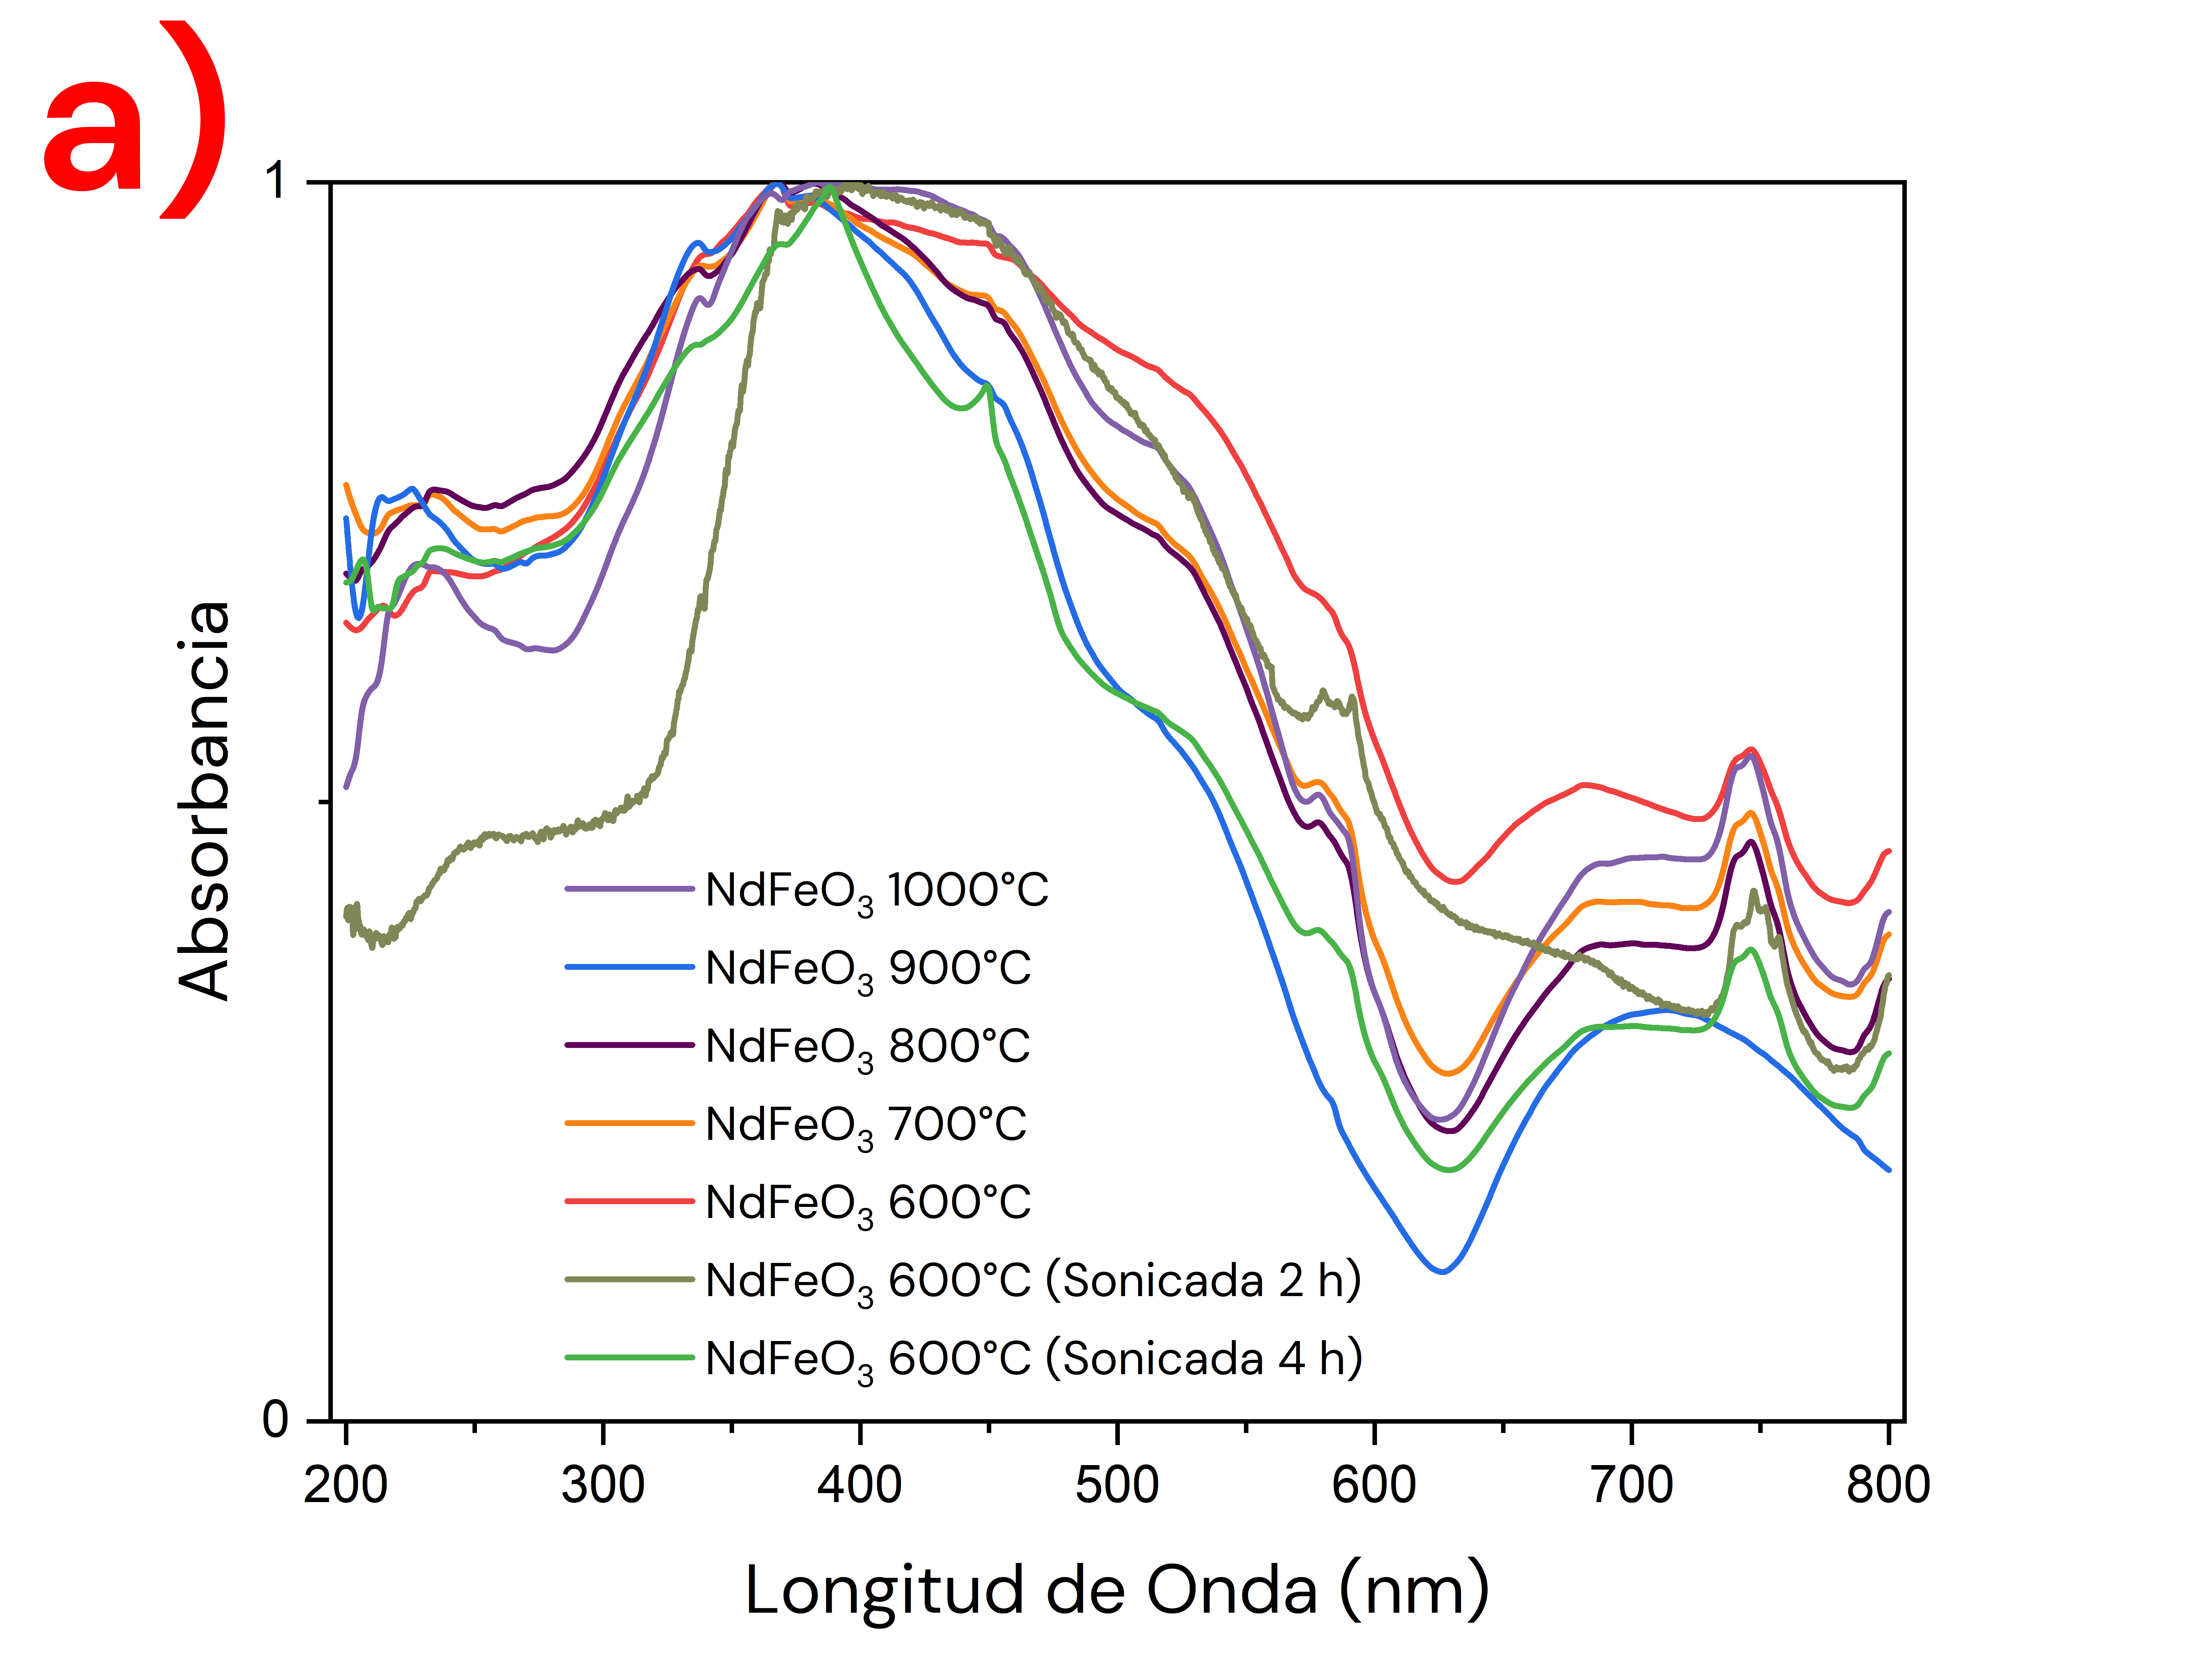 a)
1
Absorbancia
NdFeO₃ 1000°C
NdFeO₃ 900°C
NdFeO₃ 800°C
NdFeO₃ 700°C
NdFeO₃ 600°C
NdFeO₃ 600°C (Sonicada 2 h)
NdFeO₃ 600°C (Sonicada 4 h)
0
200 300 400 500 600 700 800
Longitud de Onda (nm)